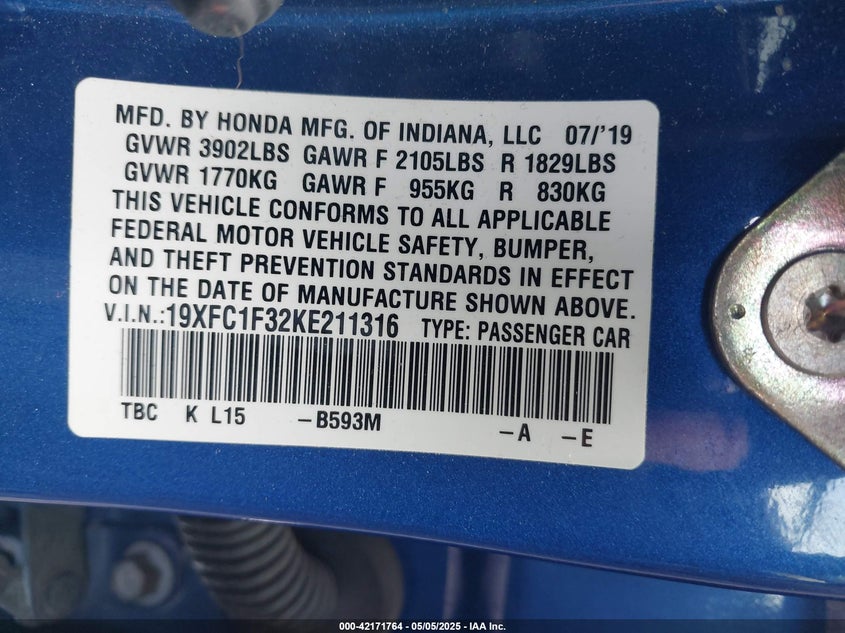 MFD. BY HONDA MFG. OF INDIANA, LLC 07/'19
GVWR 3902LBS GAWR F 2105LBS R 1829LBS
GVWR 1770KG GAWR F 955KG R 830KG
THIS VEHICLE CONFORMS TO ALL APPLICABLE
FEDERAL MOTOR VEHICLE SAFETY, BUMPER,
AND THEFT PREVENTION STANDARDS IN EFFECT
ON THE DATE OF MANUFACTURE SHOWN ABOVE.
V.I.N.:19XFC1F32KE211316 TYPE: PASSENGER CAR
TBC K L15 -B593M -A -E
000-42171764 - 05/05/2025 - IAA Inc.